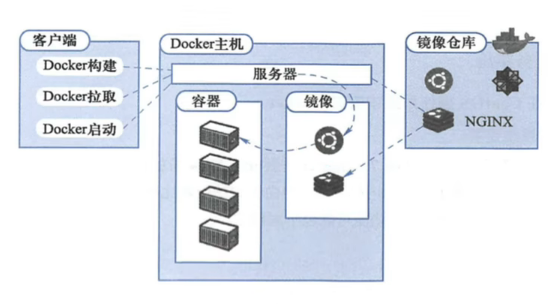 客户端
Docker构建
Docker拉取
Docker启动
Docker主机
服务器
容器
镜像
镜像仓库
NGINX